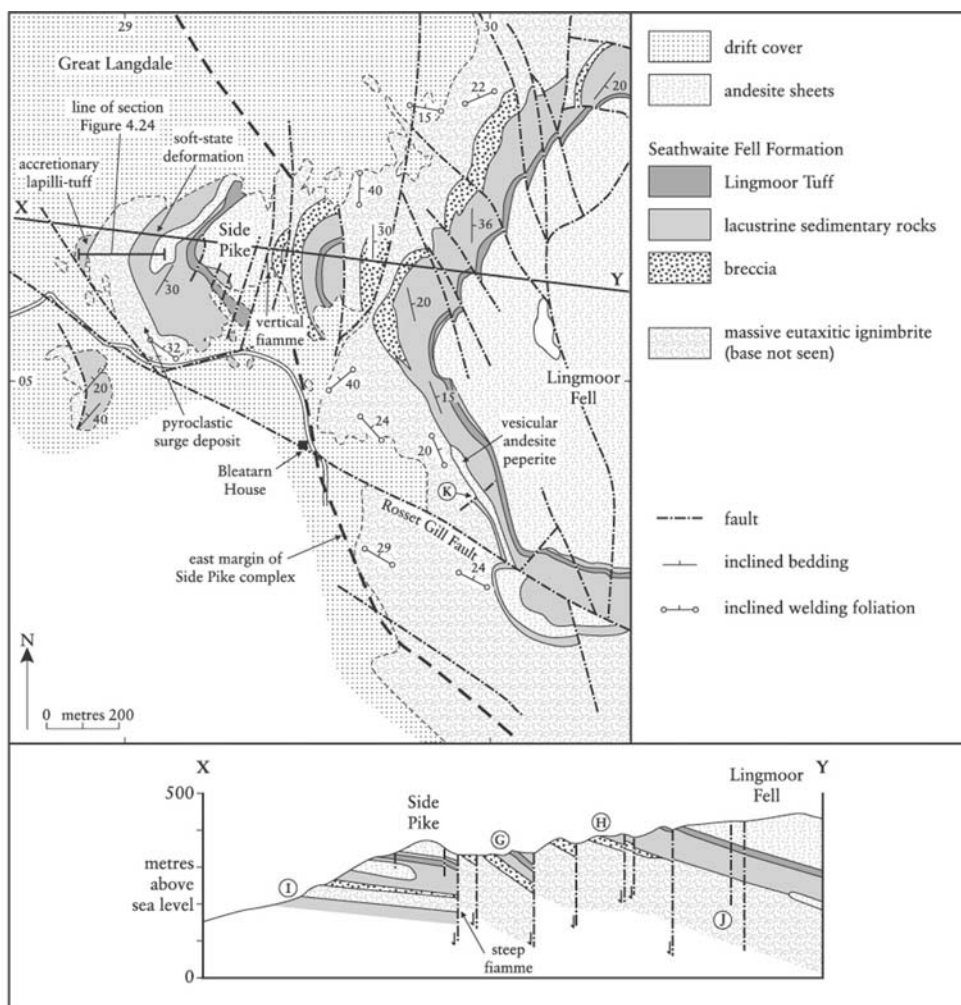 29
30
Great Langdale
line of section
Figure 4.24
soft-state
deformation
accretionary
lapilli-tuff
X
Side
Pike
22
15
20
40
30
36
30
20
Y
vertical
fiamme
32
05
20
40
pyroclastic
surge deposit
40
15
24
20
Lingmoor
Fell
vesicular
andesite
peperite
K
Bleatarn
House
Rosset Gill Fault
east margin of
Side Pike complex
29
24
N
0 metres 200
drift cover
andesite sheets
Seathwaite Fell Formation
Lingmoor Tuff
lacustrine sedimentary rocks
breccia
massive eutaxitic ignimbrite
(base not seen)
fault
inclined bedding
inclined welding foliation
X
Y
500
Side
Pike
Lingmoor
Fell
G
H
metres
above
sea level
I
J
steep
fiamme
0